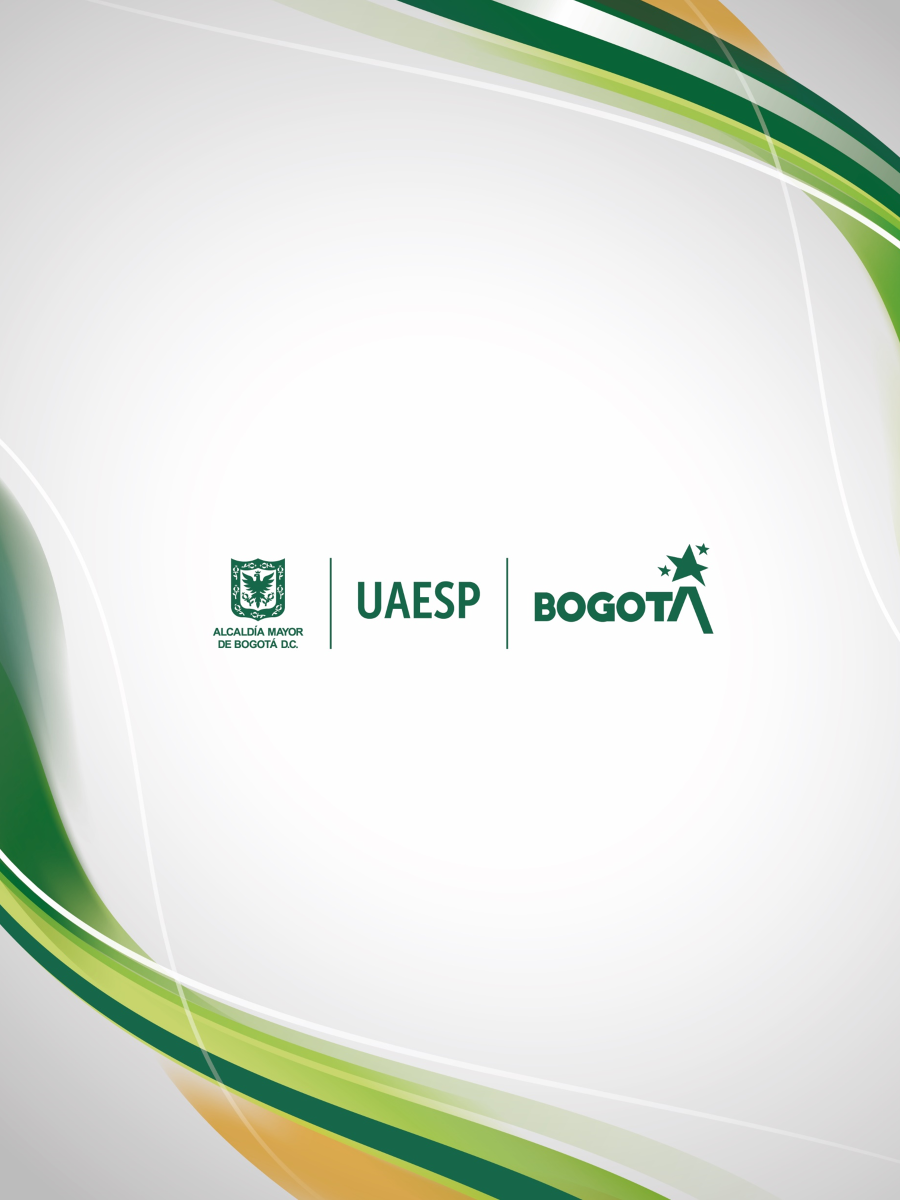 ALCALDÍA MAYOR
DE BOGOTÁ D.C.
UAESP
BOGOTÁ